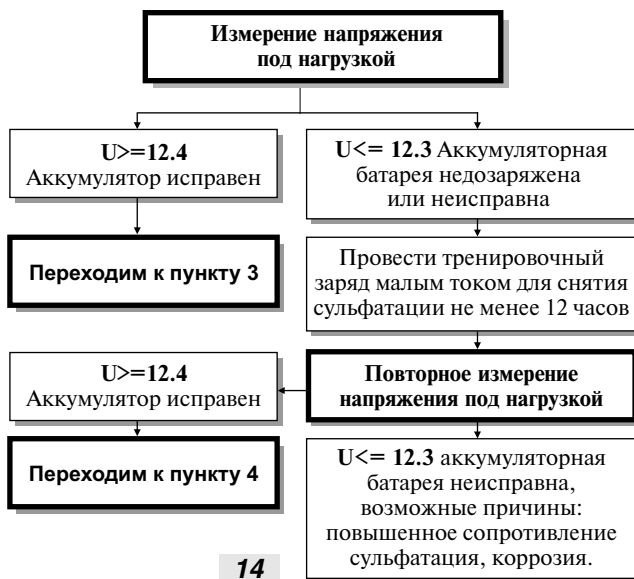 Измерение напряжения
под нагрузкой
U>=12.4
Аккумулятор исправен
U<= 12.3 Аккумуляторная
батарея недозаряжена
или неисправна
Переходим к пункту 3
Провести тренировочный
заряд малым током для снятия
сульфатации не менее 12 часов
U>=12.4
Аккумулятор исправен
Повторное измерение
напряжения под нагрузкой
Переходим к пункту 4
U<= 12.3 аккумуляторная
батарея неисправна,
возможные причины:
повышенное сопротивление
сульфатация, коррозия.
14